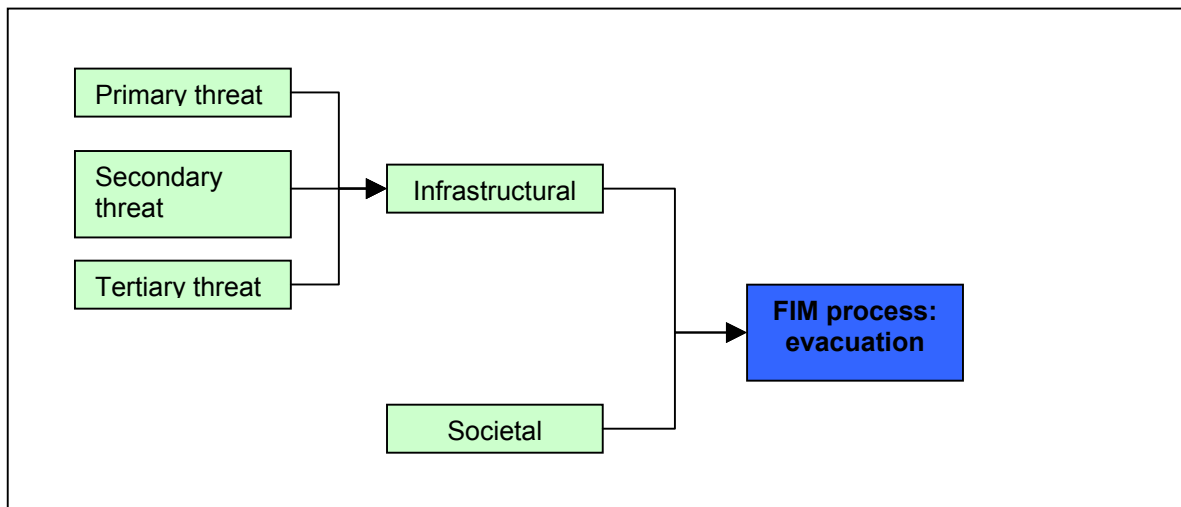 Primary threat
Secondary
threat
Infrastructural
Tertiary threat
FIM process:
evacuation
Societal